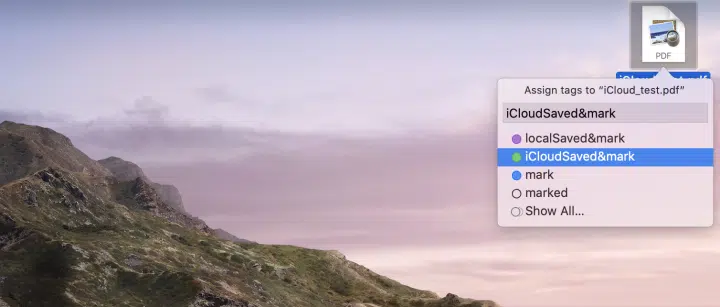 PDF
Assign tags to “iCloud_test.pdf”
iCloudSaved&mark
localSaved&mark
iCloudSaved&mark
mark
marked
Show All...